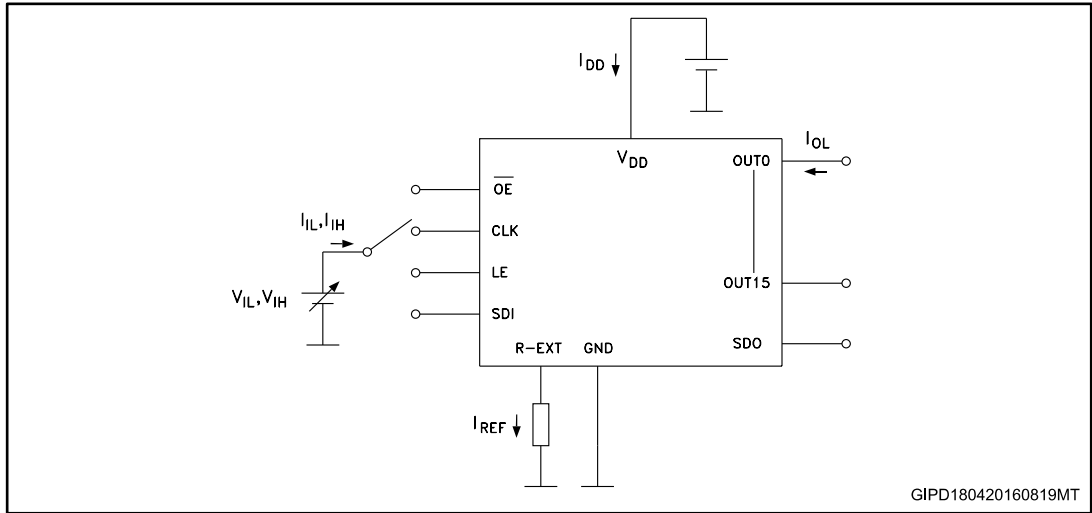 I_DD
V_DD
OUT0
I_OL
OE
I_IL,I_IH
CLK
LE
V_IL,V_IH
SDI
OUT15
SDO
R-EXT
GND
I_REF
GIPD180420160819MT